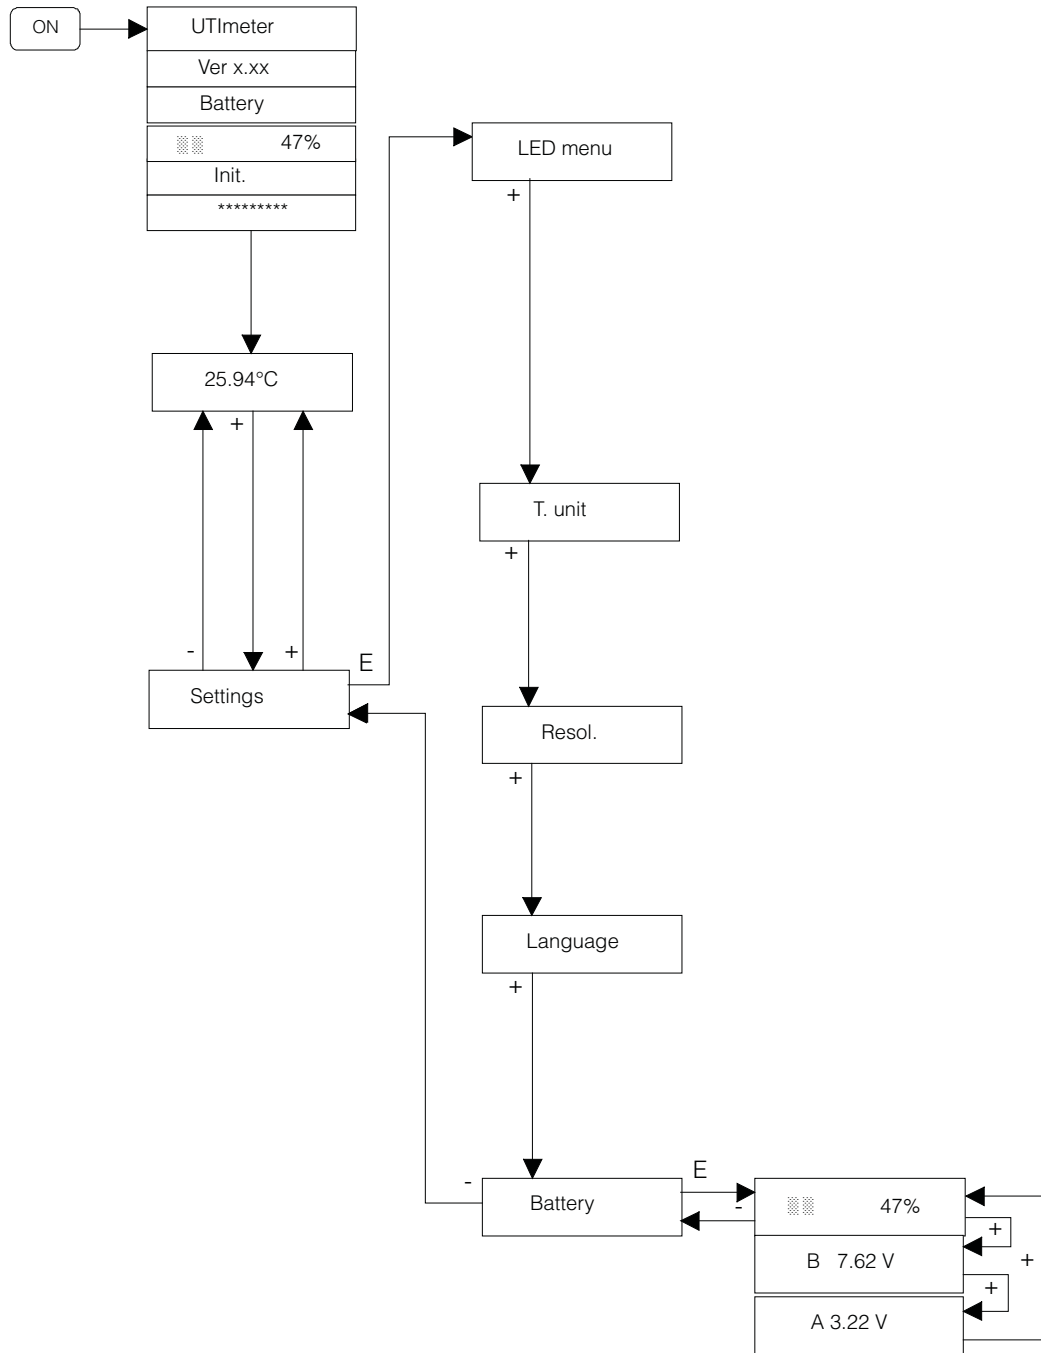 ON
UTImeter
Ver x.xx
Battery
47%
Init.
*********
LED menu
+
25.94°C
+
T. unit
+
-
+
E
Settings
Resol.
+
Language
+
-
Battery
E
-
47%
+
B 7.62 V
+
+
A 3.22 V